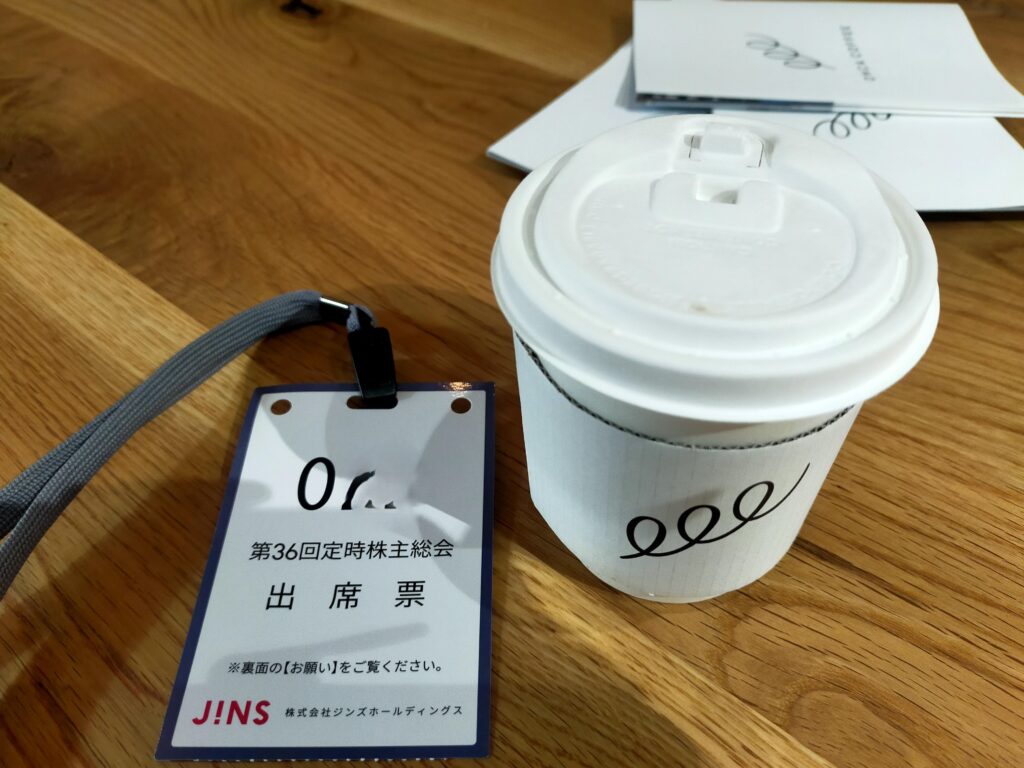 第36回定時株主総会
出 席 票
※裏面の【お願い】をご覧ください。
J!NS 株式会社ジンズホールディングス